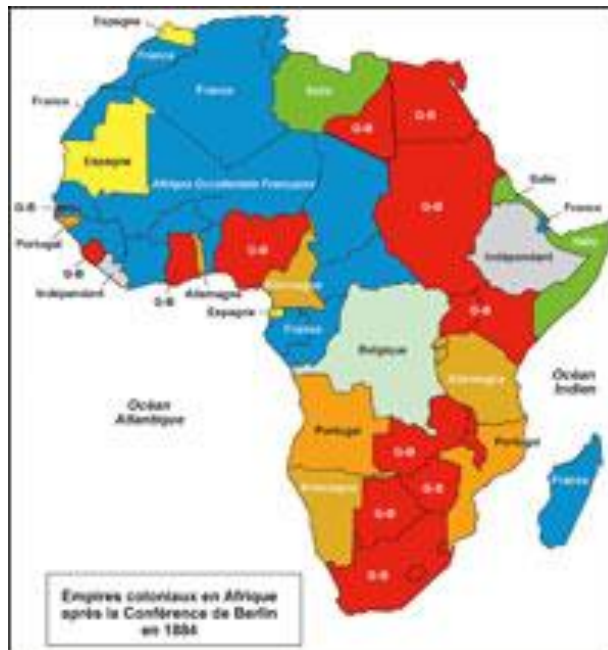 Espagne
France
France
France
Italie
G-B
G-B
Espagne
Afrique Occidentale Française
G-B
G-B
Portugal
G-B
Indépendant
G-B
Allemagne
G-B
Allemagne
Espagne
France
Italie
France
Italie
Indépendant
G-B
Belgique
Allemagne
Océan
Indien
Océan
Atlantique
Portugal
Portugal
G-B
Allemagne
G-B
G-B
France
G-B
Empires coloniaux en Afrique
après la Conférence de Berlin
en 1884